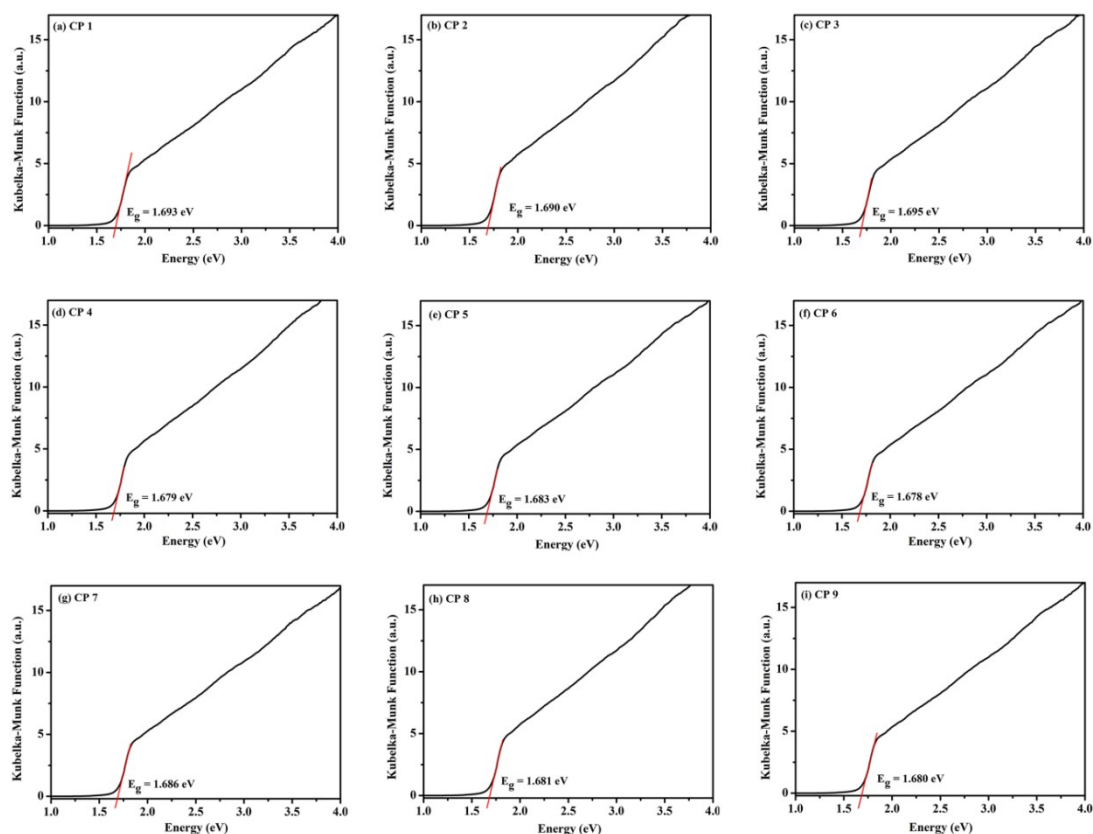 (a) CP 1
Kubelka-Munk Function (a.u.)
15
10
5
0
E_g = 1.693 eV
1.0 1.5 2.0 2.5 3.0 3.5 4.0
Energy (eV)
(b) CP 2
Kubelka-Munk Function (a.u.)
15
10
5
0
E_g = 1.690 eV
1.0 1.5 2.0 2.5 3.0 3.5 4.0
Energy (eV)
(c) CP 3
Kubelka-Munk Function (a.u.)
15
10
5
0
E_g = 1.695 eV
1.0 1.5 2.0 2.5 3.0 3.5 4.0
Energy (eV)
(d) CP 4
Kubelka-Munk Function (a.u.)
15
10
5
0
E_g = 1.679 eV
1.0 1.5 2.0 2.5 3.0 3.5 4.0
Energy (eV)
(e) CP 5
Kubelka-Munk Function (a.u.)
15
10
5
0
E_g = 1.683 eV
1.0 1.5 2.0 2.5 3.0 3.5 4.0
Energy (eV)
(f) CP 6
Kubelka-Munk Function (a.u.)
15
10
5
0
E_g = 1.678 eV
1.0 1.5 2.0 2.5 3.0 3.5 4.0
Energy (eV)
(g) CP 7
Kubelka-Munk Function (a.u.)
15
10
5
0
E_g = 1.686 eV
1.0 1.5 2.0 2.5 3.0 3.5 4.0
Energy (eV)
(h) CP 8
Kubelka-Munk Function (a.u.)
15
10
5
0
E_g = 1.681 eV
1.0 1.5 2.0 2.5 3.0 3.5 4.0
Energy (eV)
(i) CP 9
Kubelka-Munk Function (a.u.)
15
10
5
0
E_g = 1.680 eV
1.0 1.5 2.0 2.5 3.0 3.5 4.0
Energy (eV)